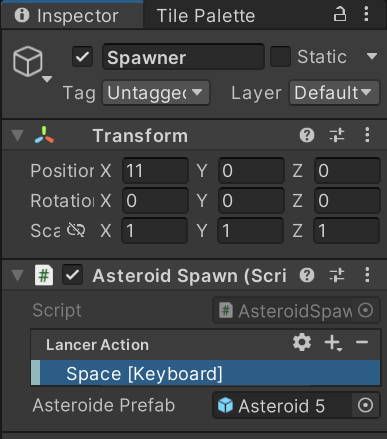 Inspector Tile Palette
Spawner Static
Tag Untagged Layer Default
Transform
Position X 11 Y 0 Z 0
Rotatio X 0 Y 0 Z 0
Sca X 1 Y 1 Z 1
# Asteroid Spawn (Scri
Script # AsteroidSpaw
Lancer Action
Space [Keyboard]
Asteroide Prefab Asteroid 5